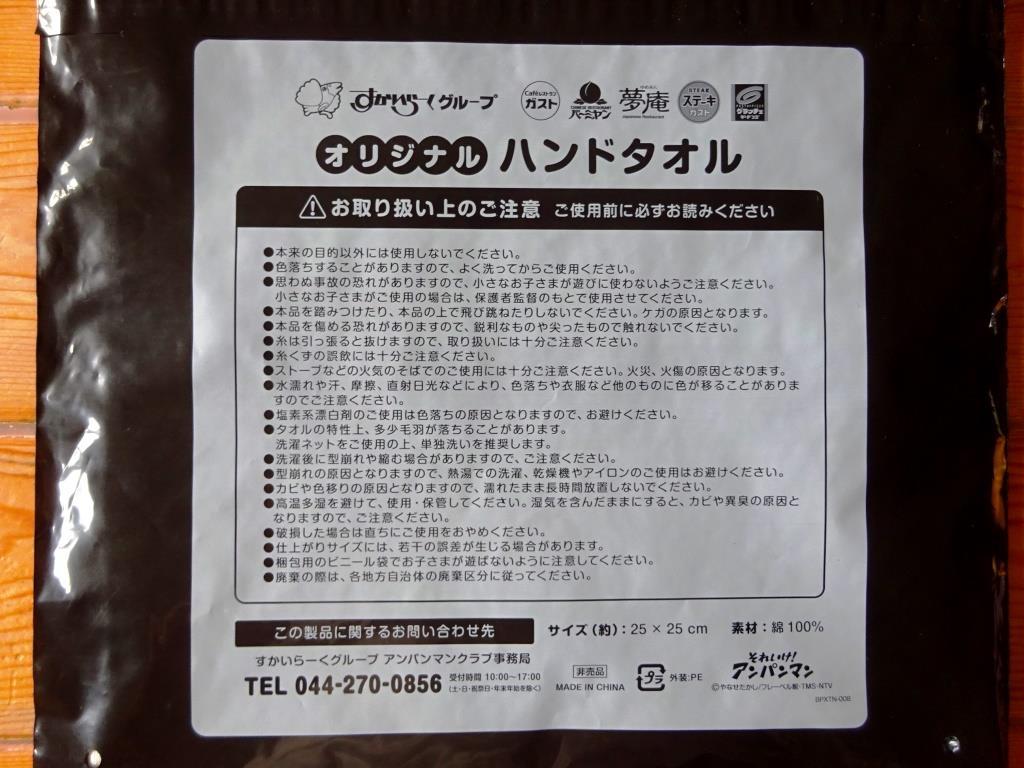 すかいらーくグループ Caféレストラン ガスト CHINESE RESTAURANT バーミヤン 夢庵 Japanese Restaurant STEAK ステーキ ガスト グラッチェ ガーデンズ
オリジナル ハンドタオル
お取り扱い上のご注意 ご使用前に必ずお読みください
●本来の目的以外には使用しないでください。
●色落ちすることがありますので、よく洗ってからご使用ください。
●思わぬ事故の恐れがありますので、小さなお子さまが遊びに使わないようご注意ください。
小さなお子さまがご使用の場合は、保護者監督のもとで使用させてください。
●本品を踏みつけたり、本品の上で飛び跳ねたりしないでください。ケガの原因となります。
●本品を傷める恐れがありますので、鋭利なものや尖ったもので触れないでください。
●糸は引っ張ると抜けますので、取り扱いには十分ご注意ください。
●糸くずの誤飲には十分ご注意ください。
●ストーブなどの火気のそばでのご使用には十分ご注意ください。火災、火傷の原因となります。
●水濡れや汗、摩擦、直射日光などにより、色落ちや衣服など他のものに色が移ることがありま
すのでご注意ください。
●塩素系漂白剤のご使用は色落ちの原因となりますので、お避けください。
●タオルの特性上、多少毛羽が落ちることがあります。
洗濯ネットをご使用の上、単独洗いを推奨します。
●洗濯後に型崩れや縮む場合がありますので、ご注意ください。
●型崩れの原因となりますので、熱湯での洗濯、乾燥機やアイロンのご使用はお避けください。
●カビや色移りの原因となりますので、濡れたまま長時間放置しないでください。
●高温多湿を避けて、使用・保管してください。湿気を含んだままにすると、カビや異臭の原因と
なりますので、ご注意ください。
●破損した場合は直ちにご使用をおやめください。
●仕上がりサイズには、若干の誤差が生じる場合があります。
●梱包用のビニール袋でお子さまが遊ばないように注意してください。
●廃棄の際は、各地方自治体の廃棄区分に従ってください。
この製品に関するお問い合わせ先 サイズ(約):25×25cm 素材:綿100%
すかいらーくグループ アンパンマンクラブ事務局
TEL 044-270-0856 受付時間 10:00〜17:00
(土・日・祝祭日・年末年始を除く)
非売品
MADE IN CHINA
プラ 外装:PE
それいけ!
アンパンマン
©やなせたかし/フレーベル館・TMS・NTV
BPXTN-008